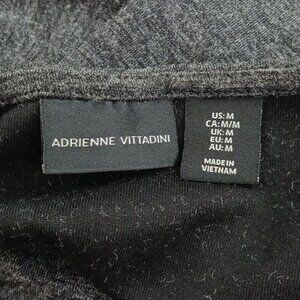 ADRIENNE VITTADINI
US: M
CA: M/M
UK: M
EU: M
AU: M
MADE IN
VIETNAM